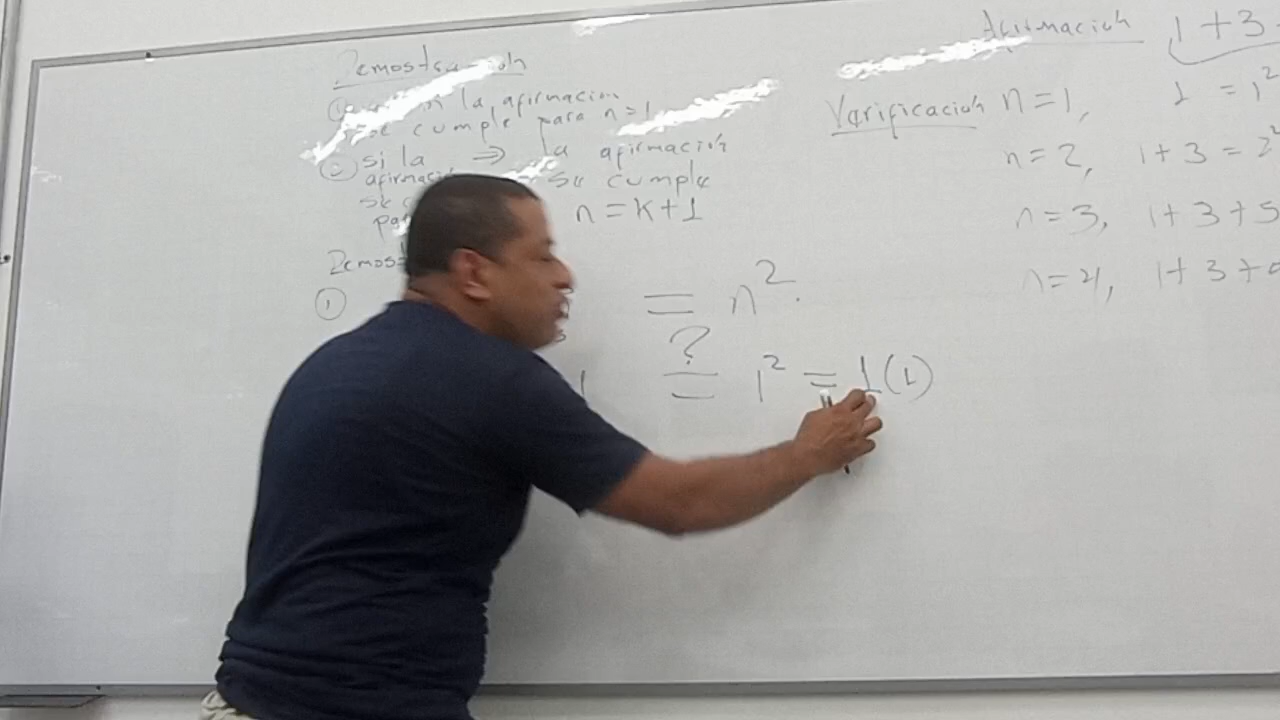 Demostración
la afirmación
se cumple para n=1
② si la ⇒ la afirmación
se cumple
n=K+1
①
= n².
?
= 1² = 1(1)
Afirmación 1+3
Verificación n=1, 1 = 1²
n=2, 1+3=2²
n=3, 1+3+5
n=4, 1+3+